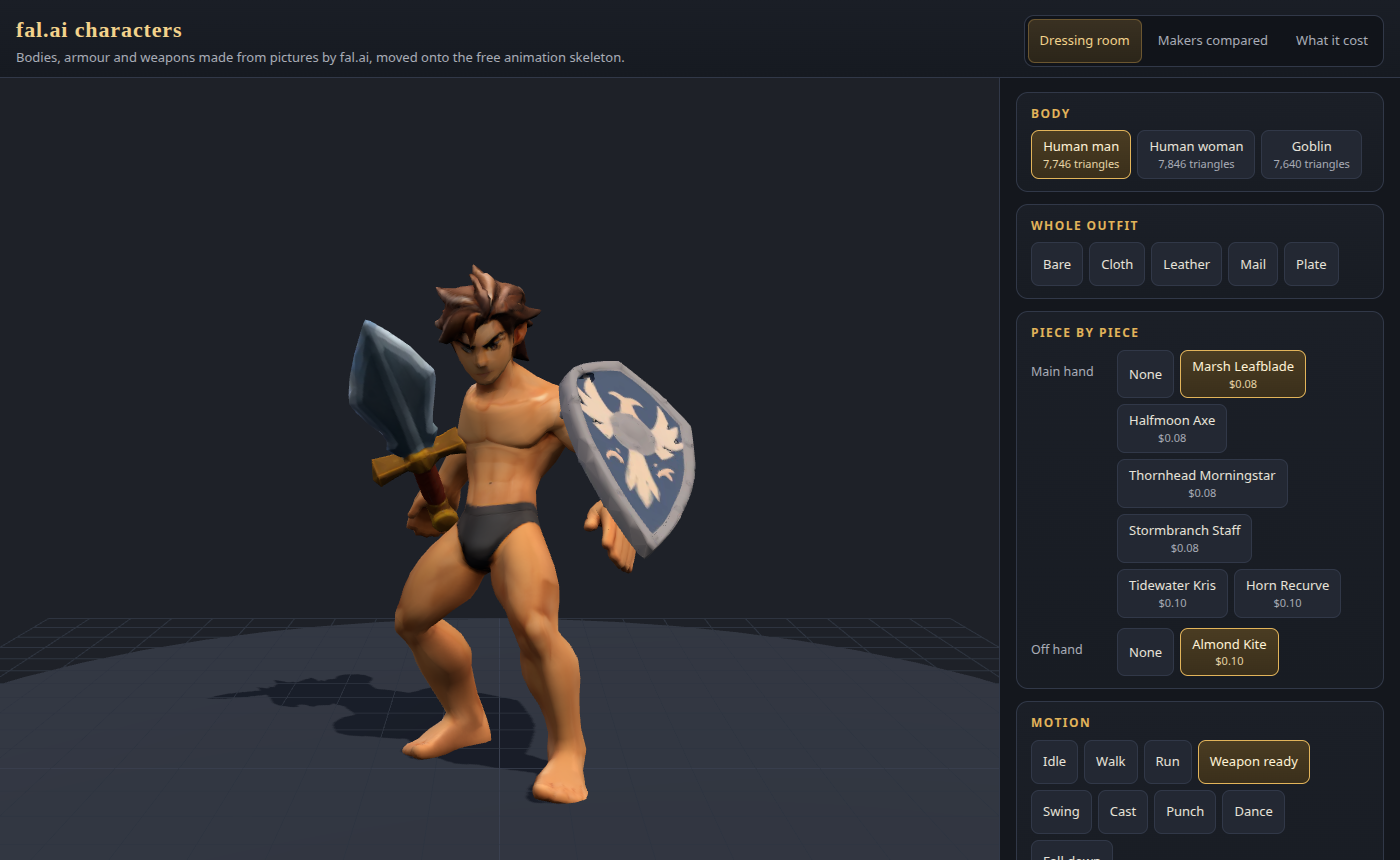 fal.ai characters
Bodies, armour and weapons made from pictures by fal.ai, moved onto the free animation skeleton.
Dressing room
Makers compared
What it cost
BODY
Human man
7,746 triangles
Human woman
7,846 triangles
Goblin
7,640 triangles
WHOLE OUTFIT
Bare
Cloth
Leather
Mail
Plate
PIECE BY PIECE
Main hand
None
Marsh Leafblade
$0.08
Halfmoon Axe
$0.08
Thornhead Morningstar
$0.08
Stormbranch Staff
$0.08
Tidewater Kris
$0.10
Horn Recurve
$0.10
Off hand
None
Almond Kite
$0.10
MOTION
Idle
Walk
Run
Weapon ready
Swing
Cast
Punch
Dance
Fall down